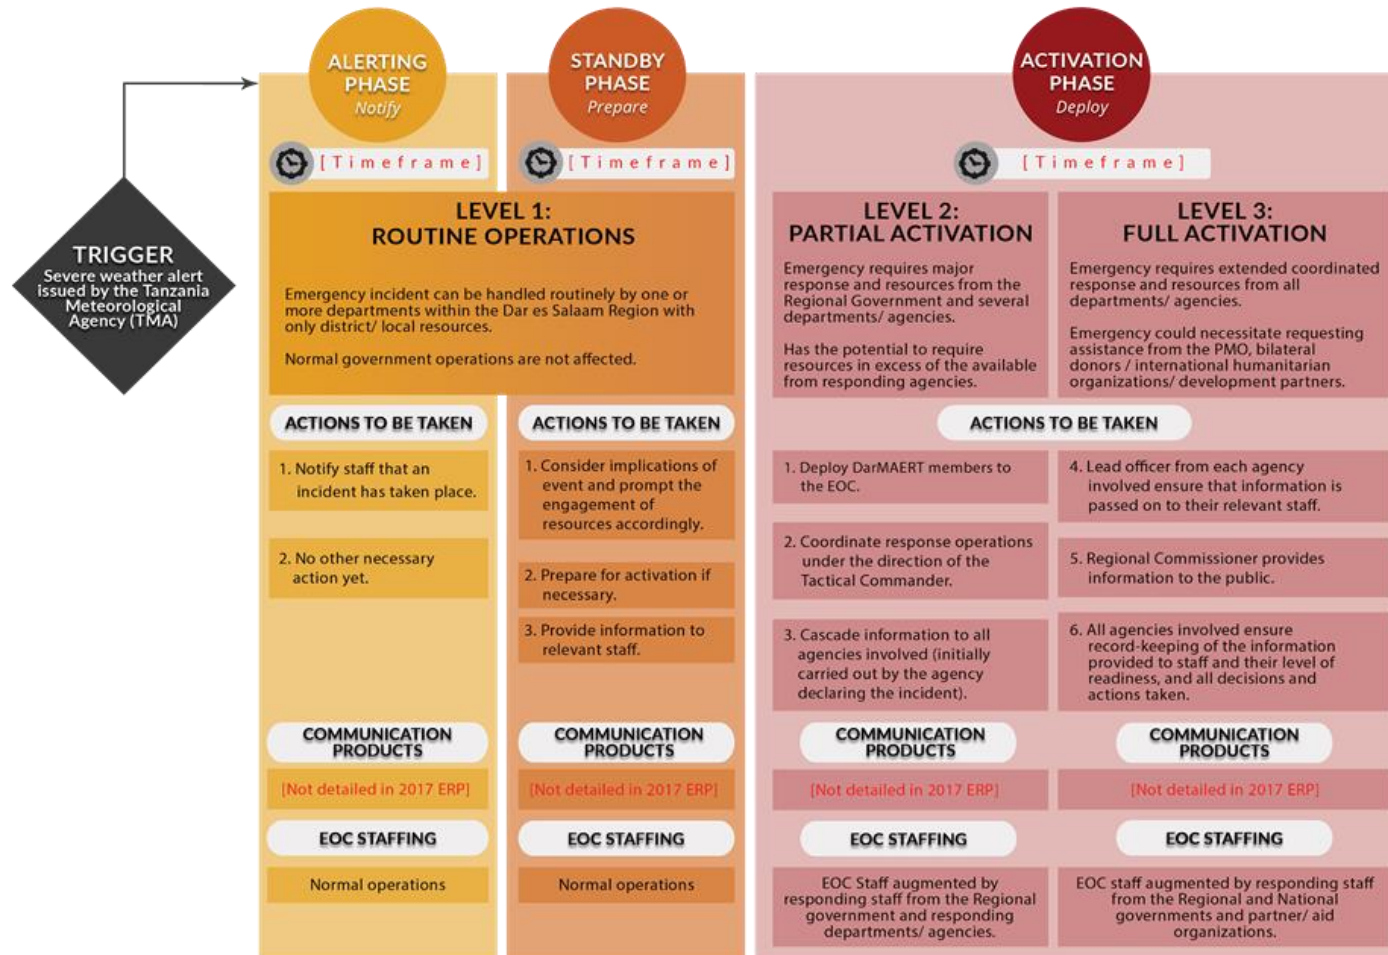 TRIGGER
Severe weather alert
issued by the Tanzania
Meteorological
Agency (TMA)
ALERTING
PHASE
Notify
[Timeframe]
STANDBY
PHASE
Prepare
[Timeframe]
LEVEL 1:
ROUTINE OPERATIONS
Emergency incident can be handled routinely by one or
more departments within the Dar es Salaam Region with
only district/ local resources.
Normal government operations are not affected.
ACTIONS TO BE TAKEN
1. Notify staff that an
incident has taken place.
2. No other necessary
action yet.
COMMUNICATION
PRODUCTS
[Not detailed in 2017 ERP]
EOC STAFFING
Normal operations
ACTIONS TO BE TAKEN
1. Consider implications of
event and prompt the
engagement of
resources accordingly.
2. Prepare for activation if
necessary.
3. Provide information to
relevant staff.
COMMUNICATION
PRODUCTS
[Not detailed in 2017 ERP]
EOC STAFFING
Normal operations
ACTIVATION
PHASE
Deploy
[Timeframe]
LEVEL 2:
PARTIAL ACTIVATION
Emergency requires major
response and resources from the
Regional Government and several
departments/ agencies.
Has the potential to require
resources in excess of the available
from responding agencies.
LEVEL 3:
FULL ACTIVATION
Emergency requires extended coordinated
response and resources from all
departments/ agencies.
Emergency could necessitate requesting
assistance from the PMO, bilateral
donors / international humanitarian
organizations/ development partners.
ACTIONS TO BE TAKEN
1. Deploy DarMAERT members to
the EOC.
2. Coordinate response operations
under the direction of the
Tactical Commander.
3. Cascade information to all
agencies involved (initially
carried out by the agency
declaring the incident).
4. Lead officer from each agency
involved ensure that information is
passed on to their relevant staff.
5. Regional Commissioner provides
information to the public.
6. All agencies involved ensure
record-keeping of the information
provided to staff and their level of
readiness, and all decisions and
actions taken.
COMMUNICATION
PRODUCTS
[Not detailed in 2017 ERP]
EOC STAFFING
EOC Staff augmented by
responding staff from the Regional
government and responding
departments/ agencies.
COMMUNICATION
PRODUCTS
[Not detailed in 2017 ERP]
EOC STAFFING
EOC staff augmented by responding staff
from the Regional and National
governments and partner/ aid
organizations.